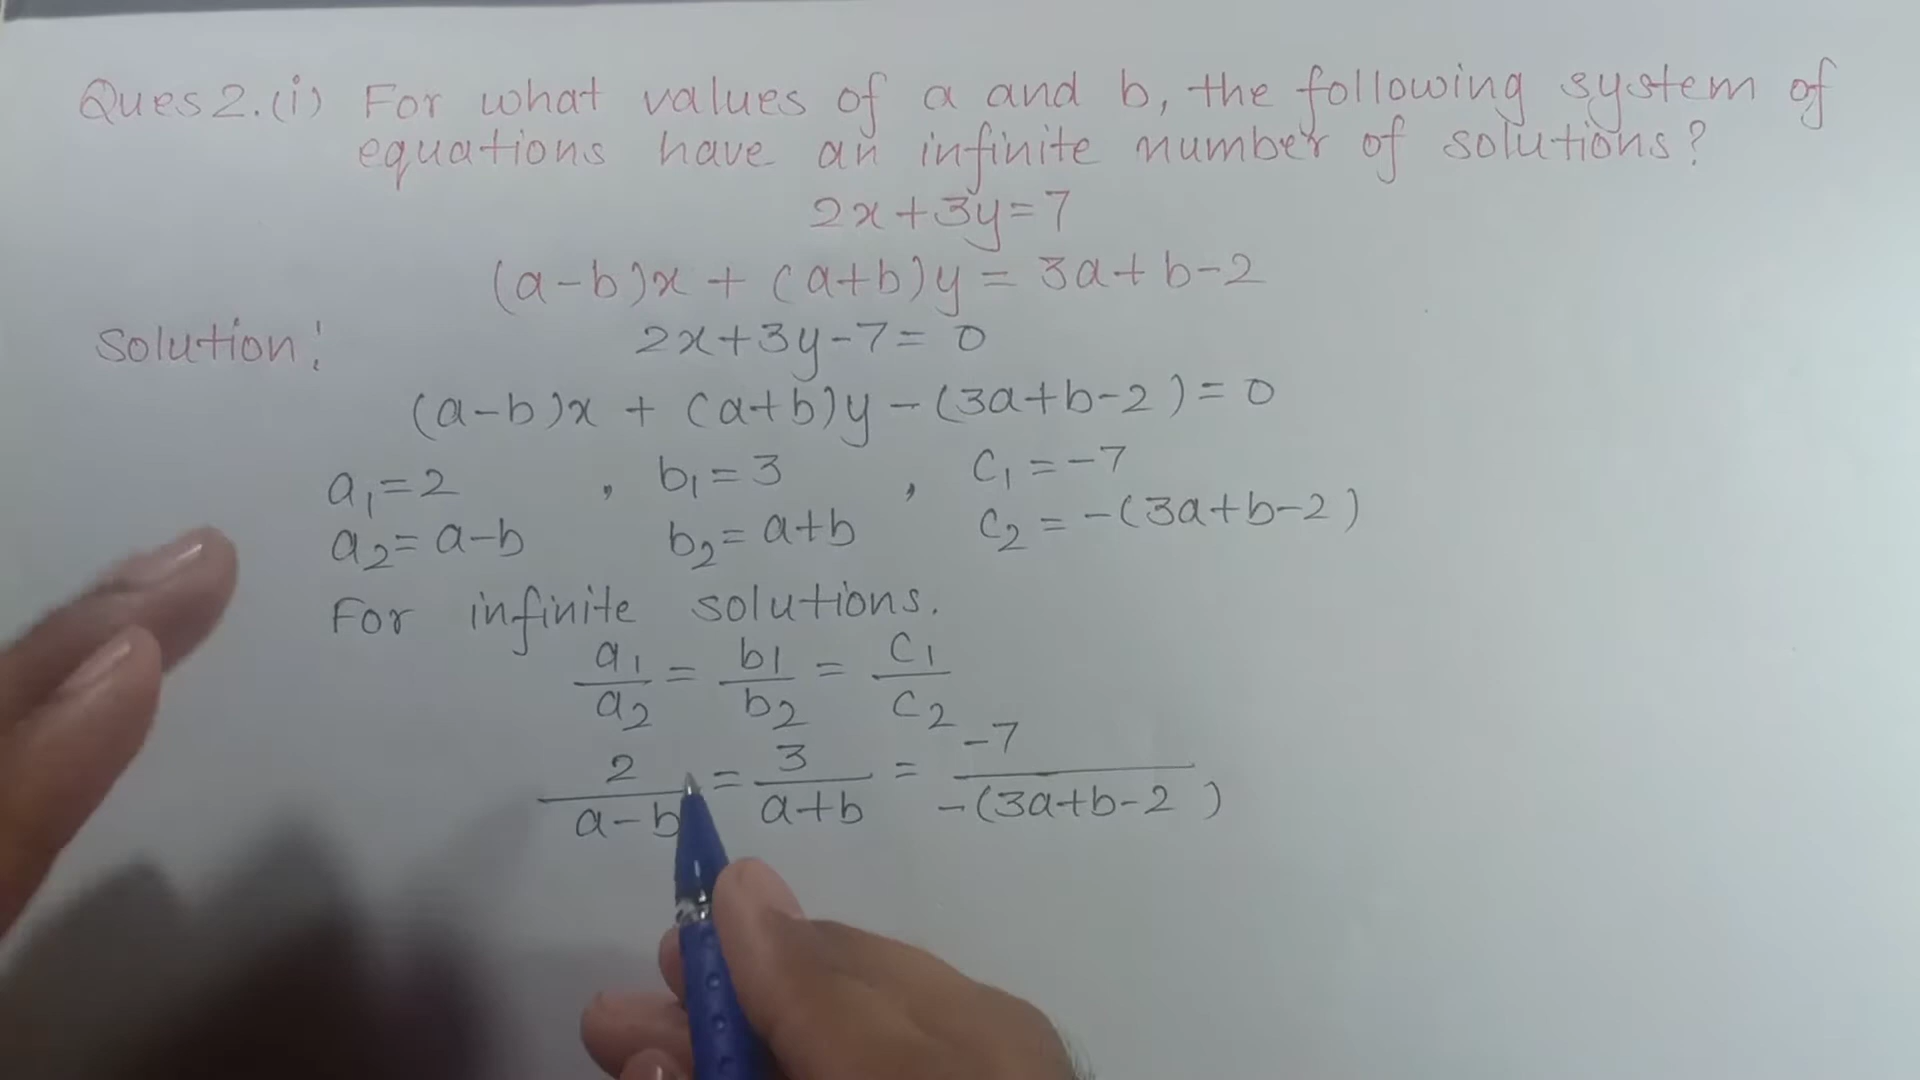 Ques 2.(i) For what values of a and b, the following system of
equations have an infinite number of solutions?
2x+3y=7
(a-b)x + (a+b)y = 3a+b-2
Solution:
2x+3y-7=0
(a-b)x + (a+b)y - (3a+b-2)=0
a₁=2 , b₁=3 , c₁=-7
a₂=a-b b₂=a+b c₂=-(3a+b-2)
For infinite solutions.
a₁/a₂ = b₁/b₂ = c₁/c₂
2/a-b = 3/a+b = -7/-(3a+b-2)